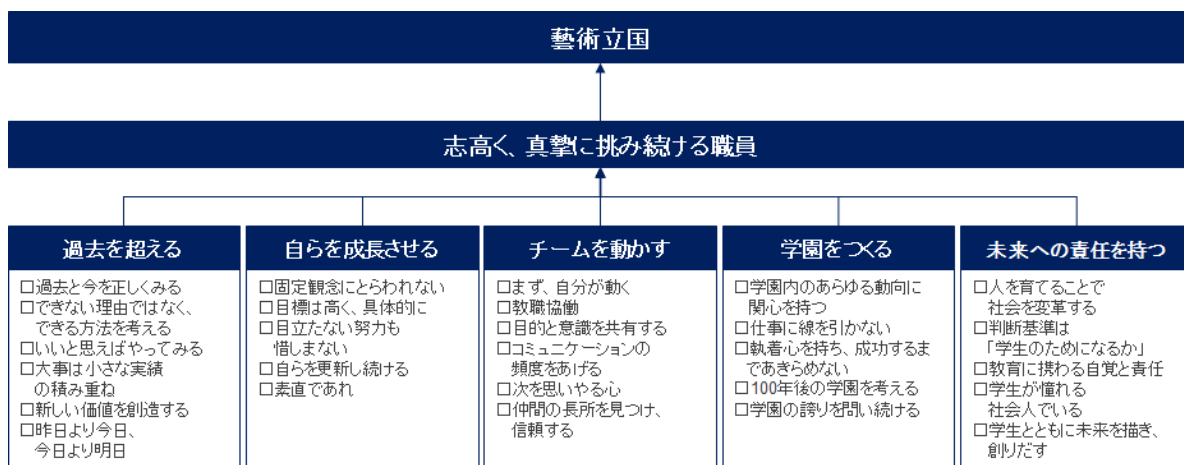 藝術立国
志高く、真摯に挑み続ける職員
過去を超える
□過去と今を正しくみる
□できない理由ではなく、
できる方法を考える
□いいと思えばやってみる
□大事は小さな実績
の積み重ね
□新しい価値を創造する
□昨日より今日、
今日より明日
自らを成長させる
□固定観念にとらわれない
□目標は高く、具体的に
□目立たない努力も
惜しまない
□自らを更新し続ける
□素直であれ
チームを動かす
□まず、自分が動く
□教職協働
□目的と意識を共有する
□コミュニケーションの
頻度をあげる
□次を思いやる心
□仲間の長所を見つけ、
信頼する
学園をつくる
□学園内のあらゆる動向に
関心を持つ
□仕事に線を引かない
□執着心を持ち、成功するま
であきらめない
□100年後の学園を考える
□学園の誇りを問い続ける
未来への責任を持つ
□人を育てることで
社会を変革する
□判断基準は
「学生のためになるか」
□教育に携わる自覚と責任
□学生が憧れる
社会人でいる
□学生とともに未来を描き、
創りだす